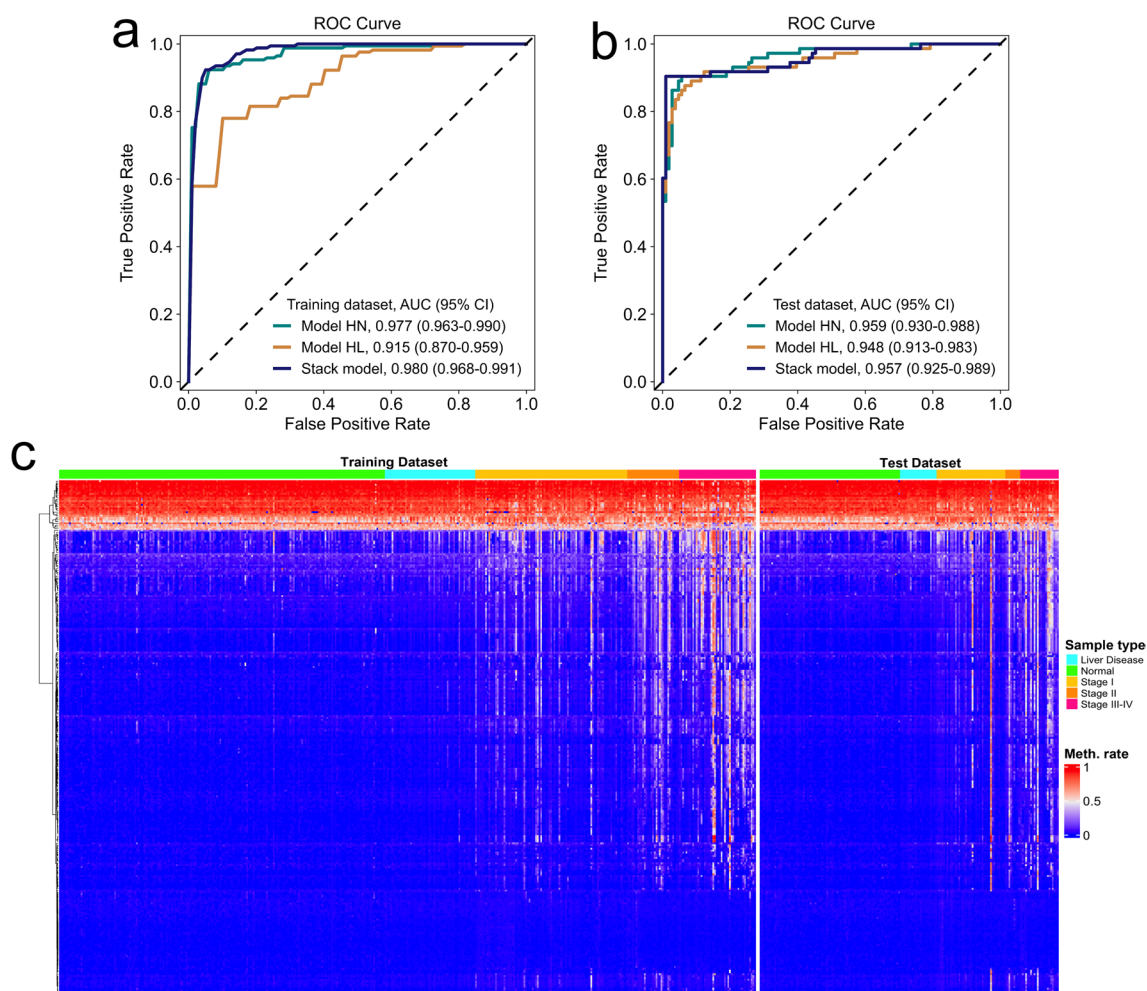 a
ROC Curve
True Positive Rate
1.0
0.8
0.6
0.4
0.2
0.0
Training dataset, AUC (95% CI)
Model HN, 0.977 (0.963-0.990)
Model HL, 0.915 (0.870-0.959)
Stack model, 0.980 (0.968-0.991)
0.0 0.2 0.4 0.6 0.8 1.0
False Positive Rate
b
ROC Curve
True Positive Rate
1.0
0.8
0.6
0.4
0.2
0.0
Test dataset, AUC (95% CI)
Model HN, 0.959 (0.930-0.988)
Model HL, 0.948 (0.913-0.983)
Stack model, 0.957 (0.925-0.989)
0.0 0.2 0.4 0.6 0.8 1.0
False Positive Rate
c
Training Dataset
Test Dataset
Sample type
Liver Disease
Normal
Stage I
Stage II
Stage III-IV
Meth. rate
1
0.5
0